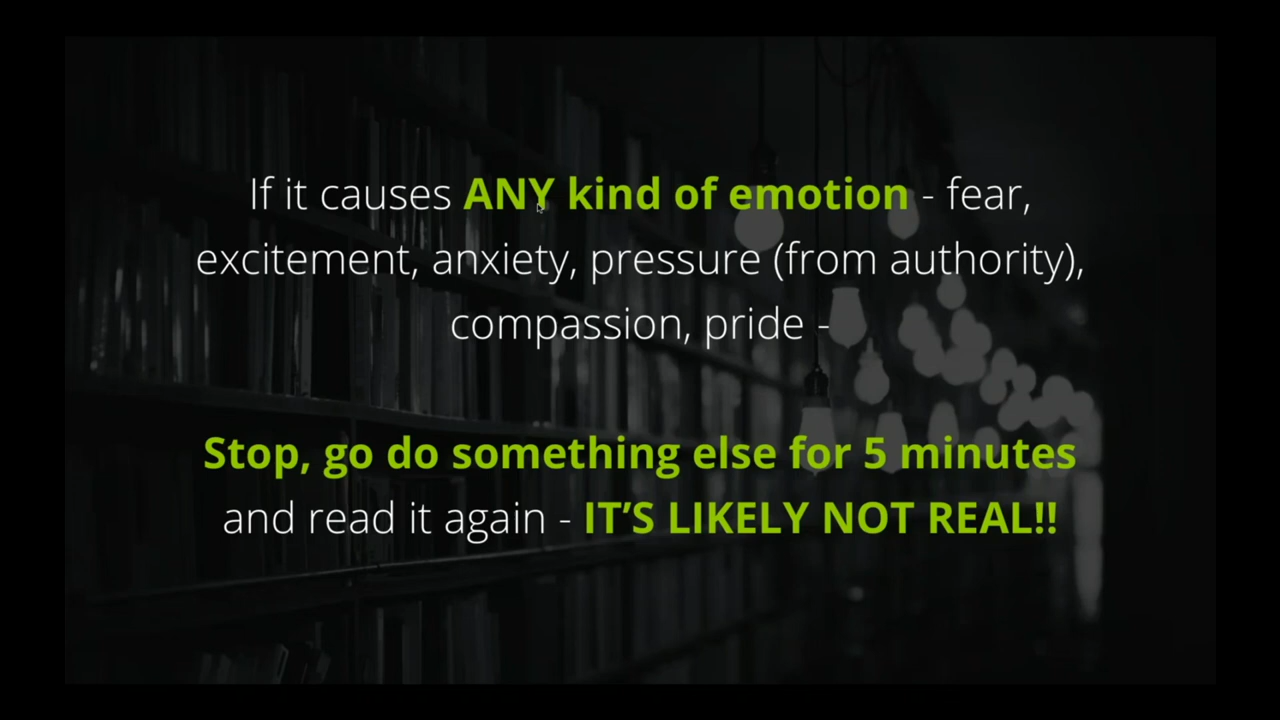 If it causes ANY kind of emotion - fear,
excitement, anxiety, pressure (from authority),
compassion, pride -
Stop, go do something else for 5 minutes
and read it again - IT’S LIKELY NOT REAL!!